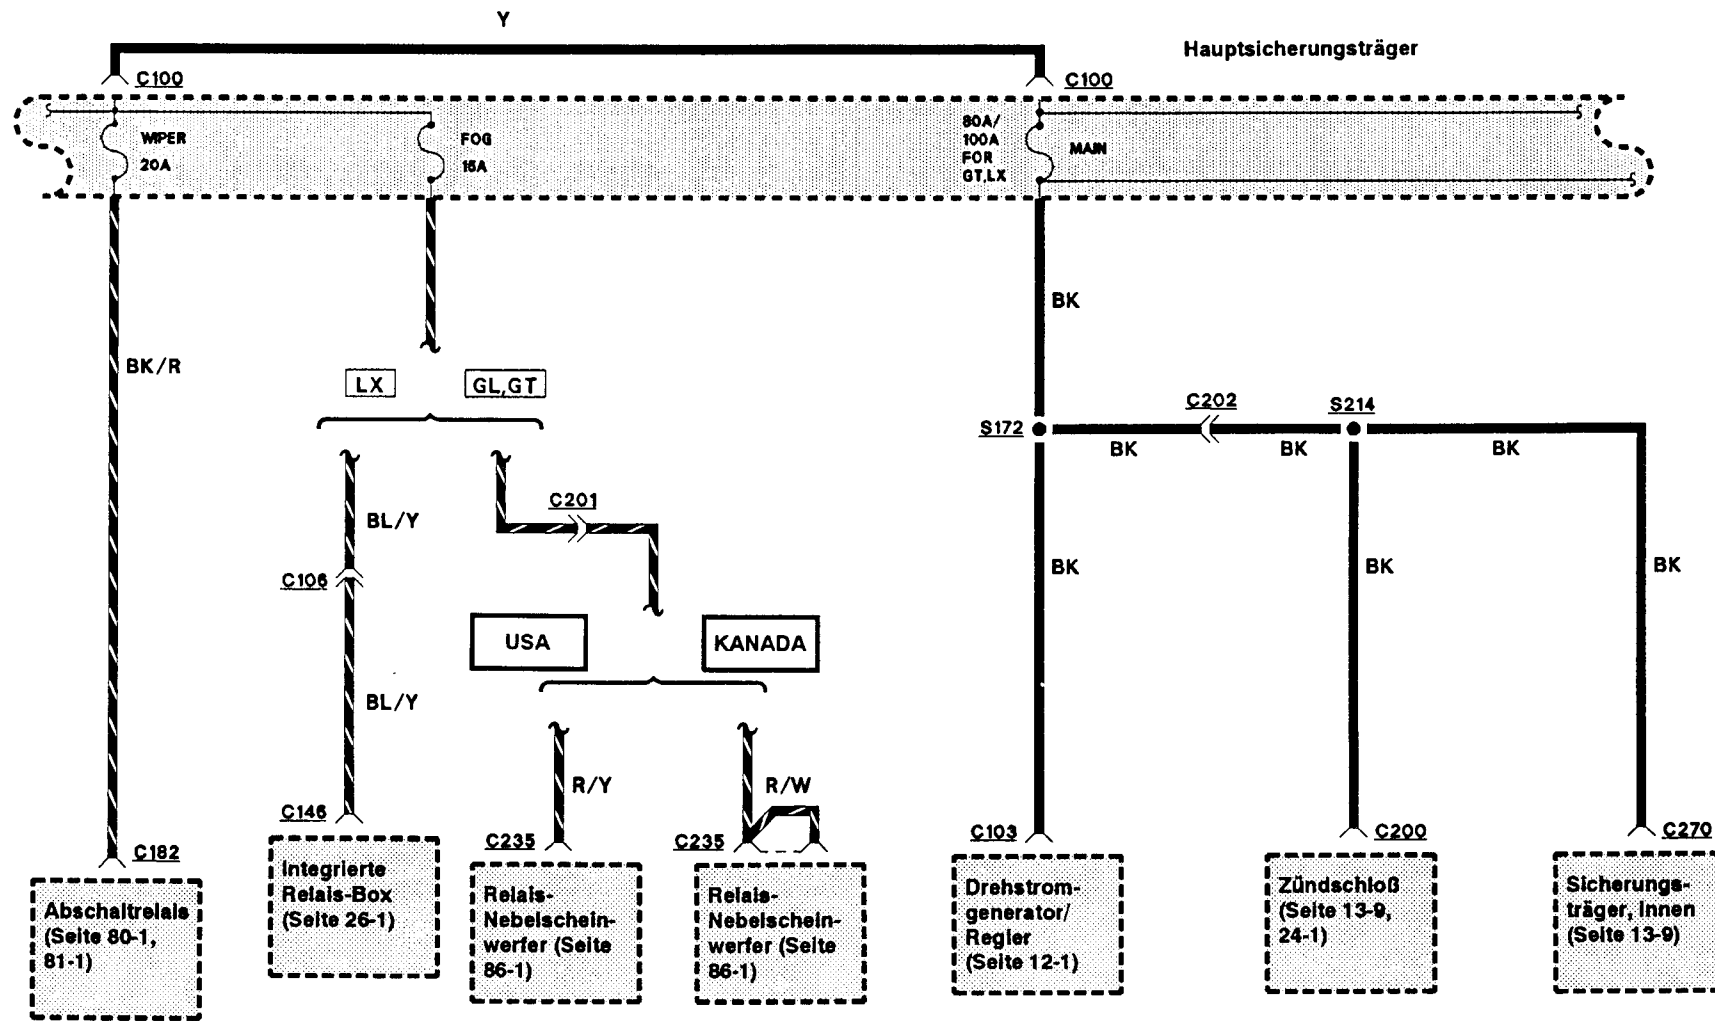 Y
Hauptsicherungsträger
C100
C100
WIPER
20A
FOG
15A
80A/
100A
FOR
GT,LX
MAIN
BK
BK/R
LX
GL,GT
C202
S214
S172
BK
BK
BK
C201
BL/Y
C106
BK
BK
BK
USA
KANADA
BL/Y
R/Y
R/W
C146
C235
C235
C103
C200
C270
C182
Abschaltrelais
(Seite 80-1,
81-1)
Integrierte
Relais-Box
(Seite 26-1)
Relais-
Nebelschein-
werfer (Seite
86-1)
Relais-
Nebelschein-
werfer (Seite
86-1)
Drehstrom-
generator/
Regler
(Seite 12-1)
Zündschloß
(Seite 13-9,
24-1)
Sicherungs-
träger, innen
(Seite 13-9)